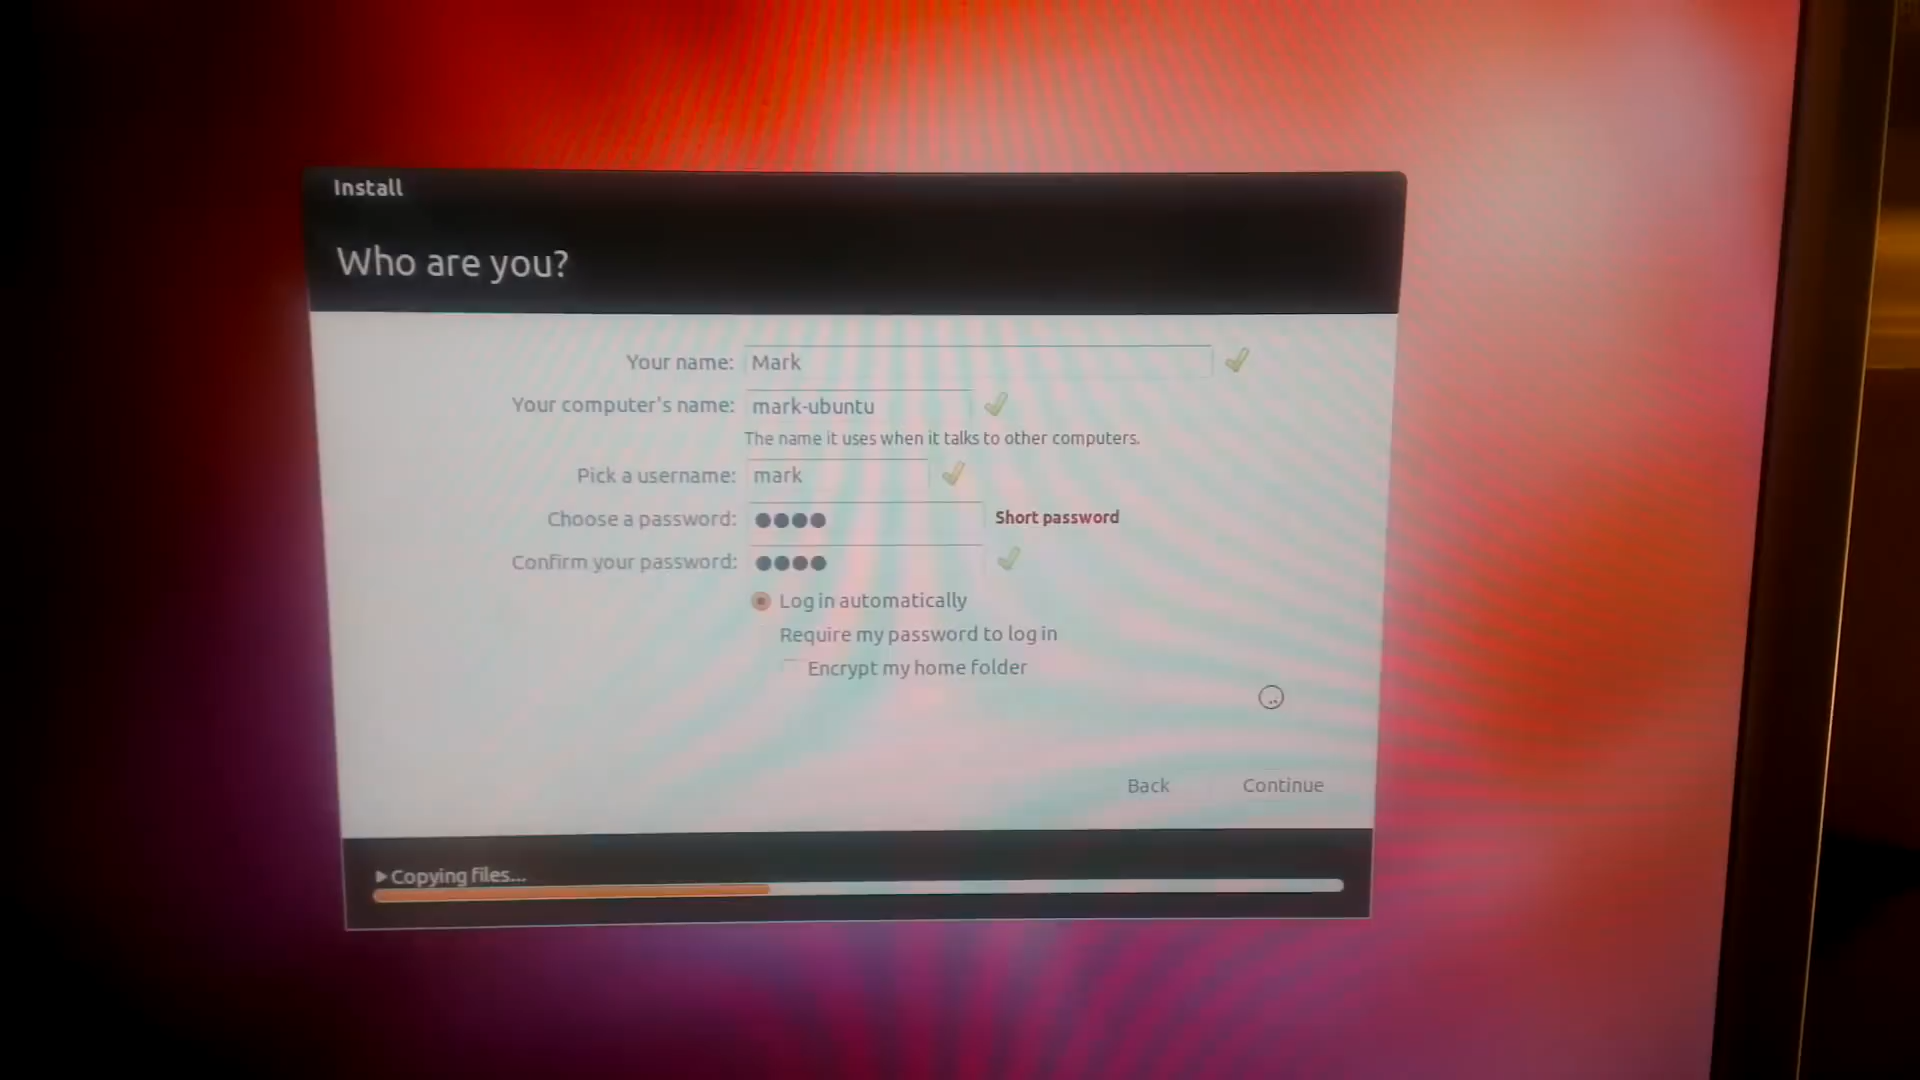 Install
Who are you?
Your name: Mark
Your computer's name: mark-ubuntu
The name it uses when it talks to other computers.
Pick a username: mark
Choose a password: ●●●● Short password
Confirm your password: ●●●●
Log in automatically
Require my password to log in
Encrypt my home folder
Back Continue
Copying files...